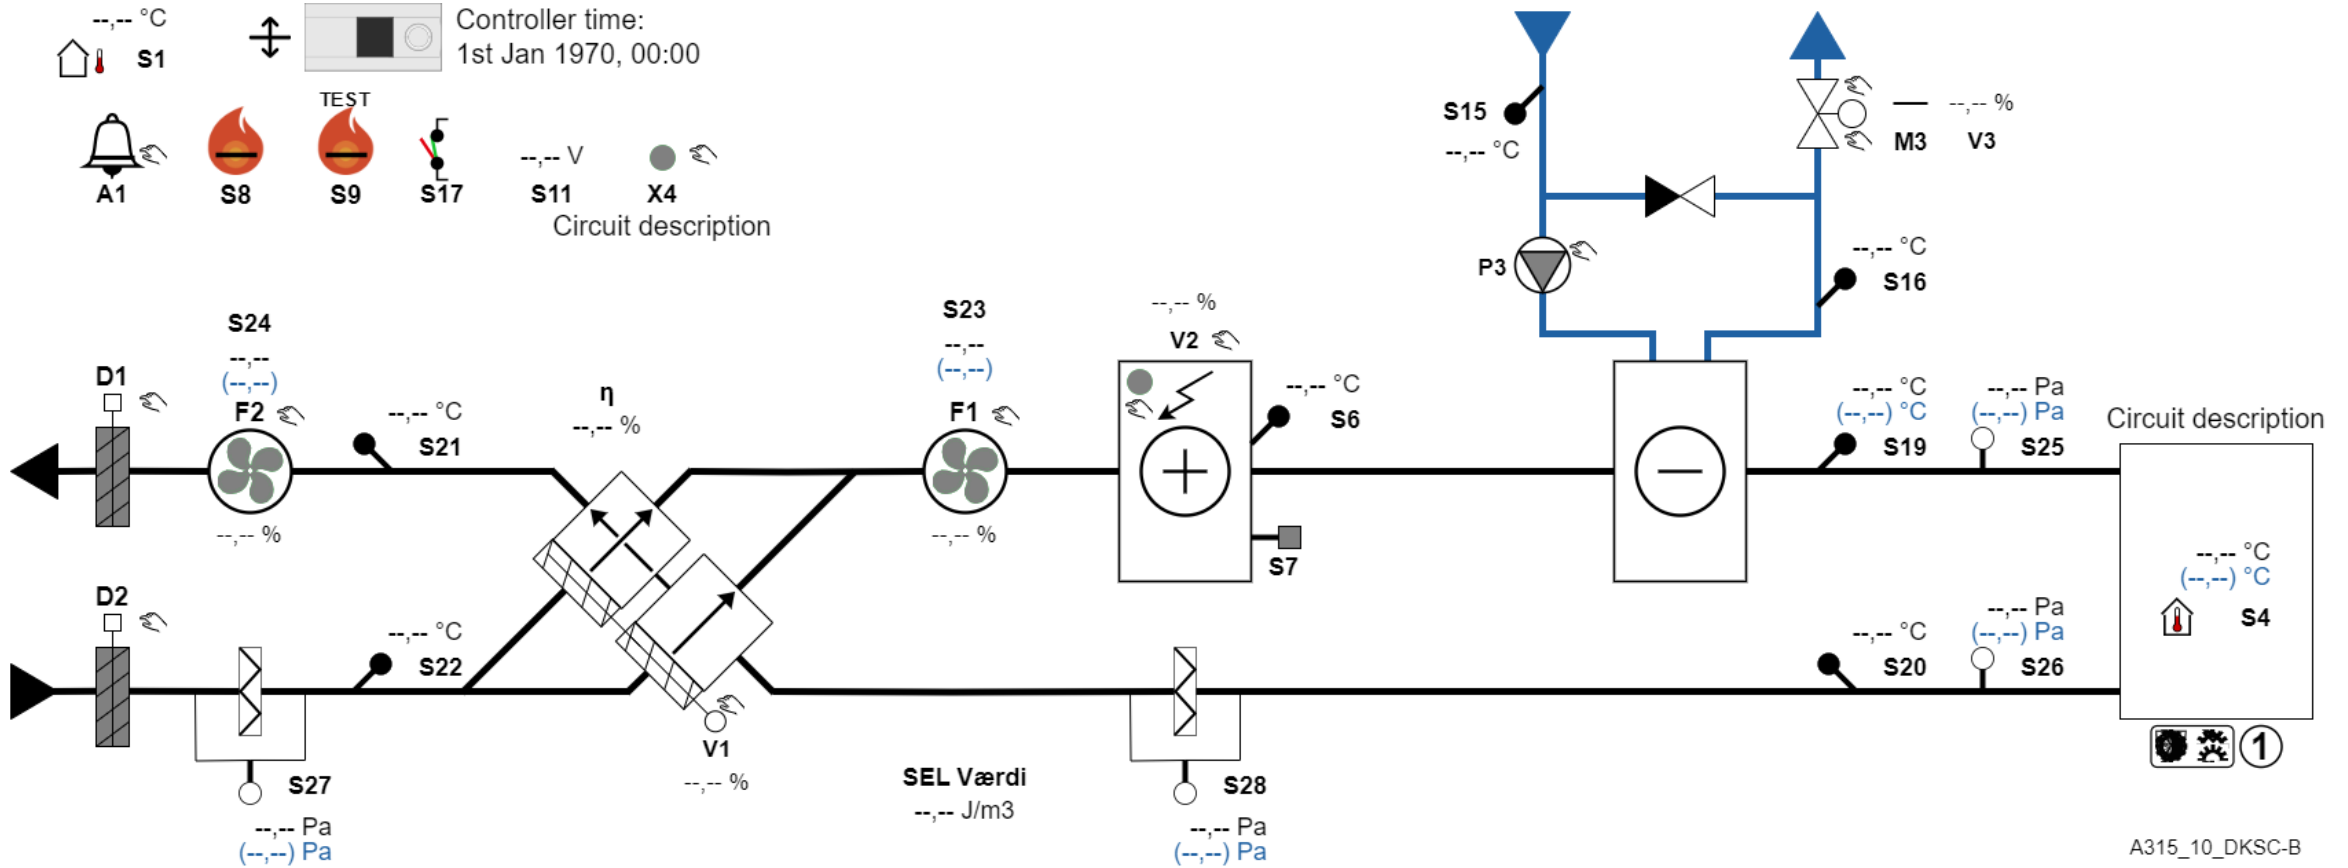 --,-- °C
S1
Controller time:
1st Jan 1970, 00:00
TEST
A1
S8
S9
S17
--,-- V
S11
X4
Circuit description
S15
--,-- °C
--,-- %
M3
V3
P3
--,-- °C
S16
S24
--,--
(--,--)
F2
--,-- %
D1
--,-- °C
S21
η
--,-- %
S23
--,--
(--,--)
F1
--,-- %
--,-- %
V2
--,-- °C
S6
S7
--,-- °C
(--,--) °C
S19
--,-- Pa
(--,--) Pa
S25
Circuit description
--,-- °C
(--,--) °C
S4
1
D2
--,-- °C
S22
S27
--,-- Pa
(--,--) Pa
V1
--,-- %
SEL Værdi
--,-- J/m3
S28
--,-- Pa
(--,--) Pa
--,-- °C
S20
--,-- Pa
(--,--) Pa
S26
A315_10_DKSC-B